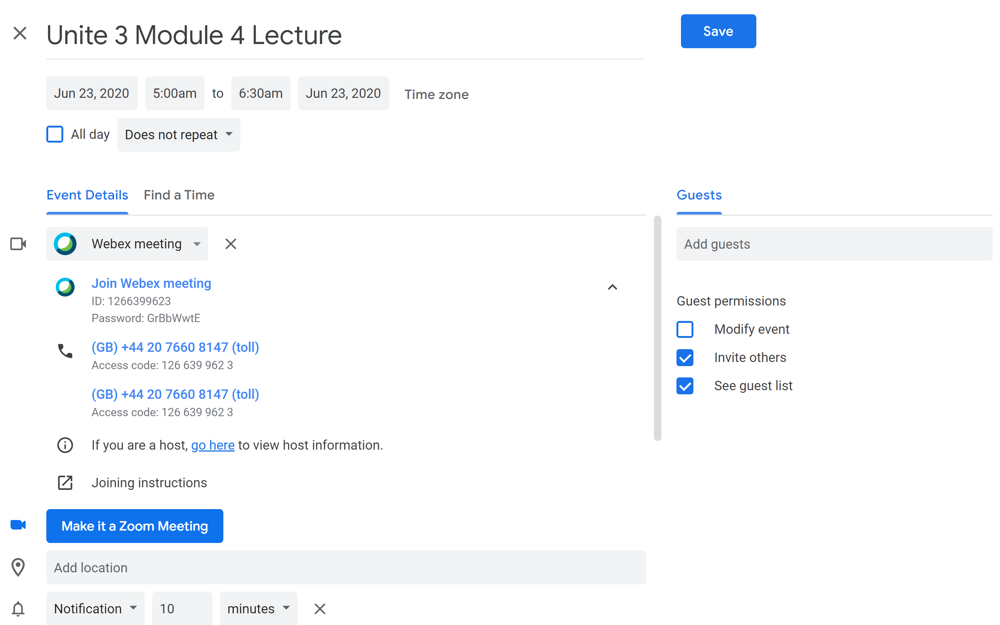 Unite 3 Module 4 Lecture
Save
Jun 23, 2020 5:00am to 6:30am Jun 23, 2020 Time zone
All day Does not repeat
Event Details Find a Time
Guests
Webex meeting
Add guests
Join Webex meeting
ID: 1266399623
Password: GrBbWwtE
(GB) +44 20 7660 8147 (toll)
Access code: 126 639 962 3
(GB) +44 20 7660 8147 (toll)
Access code: 126 639 962 3
If you are a host, go here to view host information.
Joining instructions
Guest permissions
Modify event
Invite others
See guest list
Make it a Zoom Meeting
Add location
Notification 10 minutes